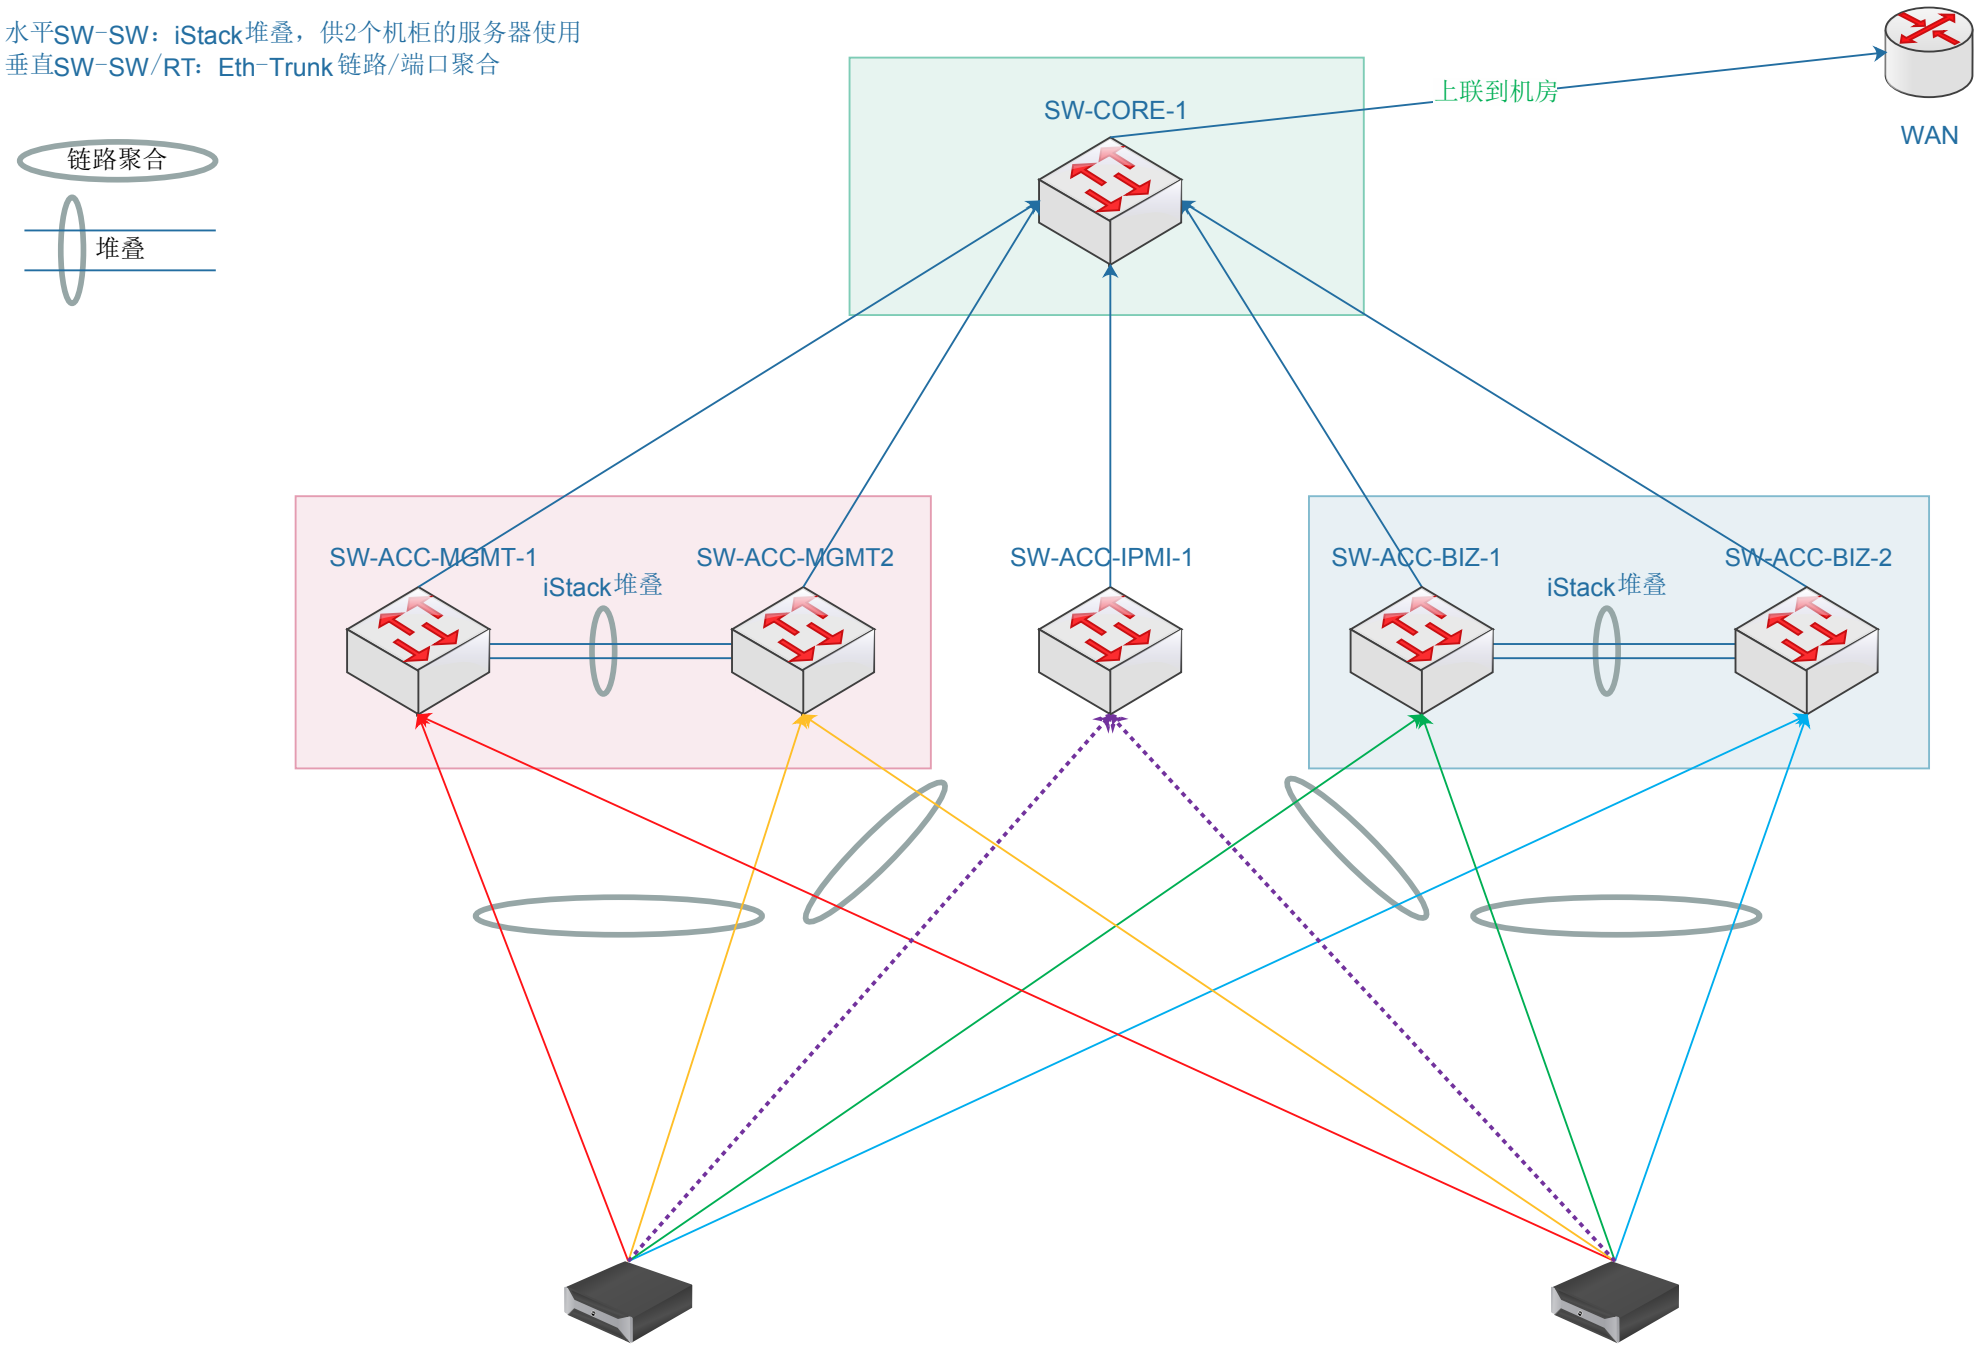 水平SW-SW：iStack堆叠，供2个机柜的服务器使用
垂直SW-SW/RT：Eth-Trunk链路/端口聚合
链路聚合
堆叠
SW-CORE-1
上联到机房
WAN
SW-ACC-MGMT-1
SW-ACC-MGMT2
SW-ACC-IPMI-1
SW-ACC-BIZ-1
SW-ACC-BIZ-2
iStack堆叠
iStack堆叠